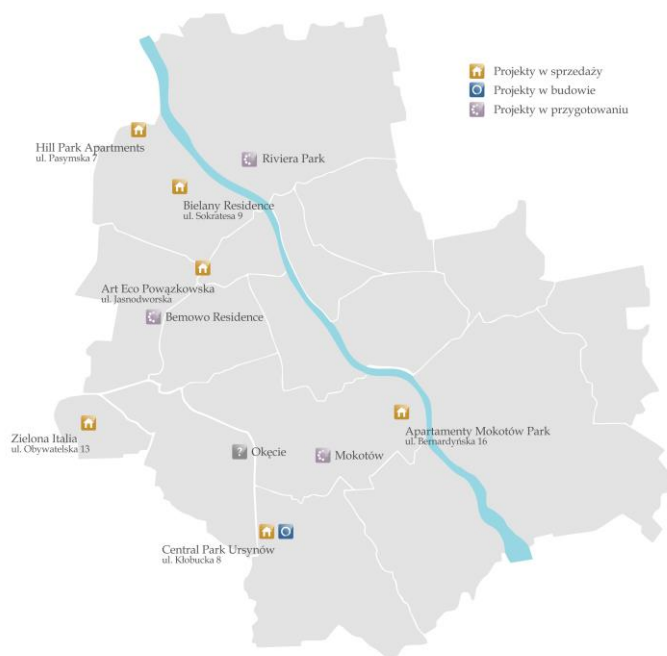 Projekty w sprzedaży
Projekty w budowie
Projekty w przygotowaniu
Hill Park Apartments
ul. Pasymska 7
Riviera Park
Bielany Residence
ul. Sokratesa 9
Art Eco Powązkowska
ul. Jasnodworska
Bemowo Residence
Zielona Italia
ul. Obywatelska 13
Apartamenty Mokotów Park
ul. Bernardyńska 16
? Okęcie
Mokotów
Central Park Ursynów
ul. Kłobucka 8